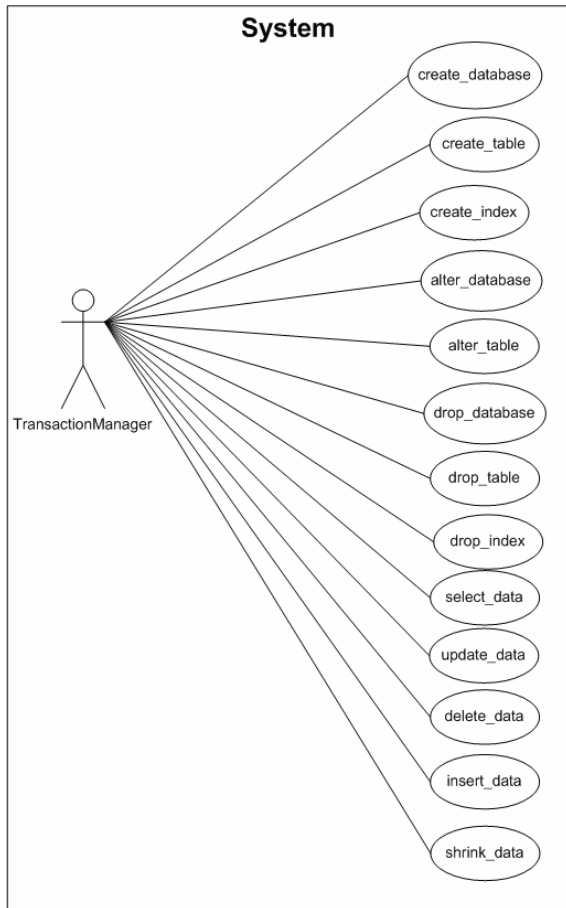 System
create_database
create_table
create_index
alter_database
alter_table
TransactionManager
drop_database
drop_table
drop_index
select_data
update_data
delete_data
insert_data
shrink_data